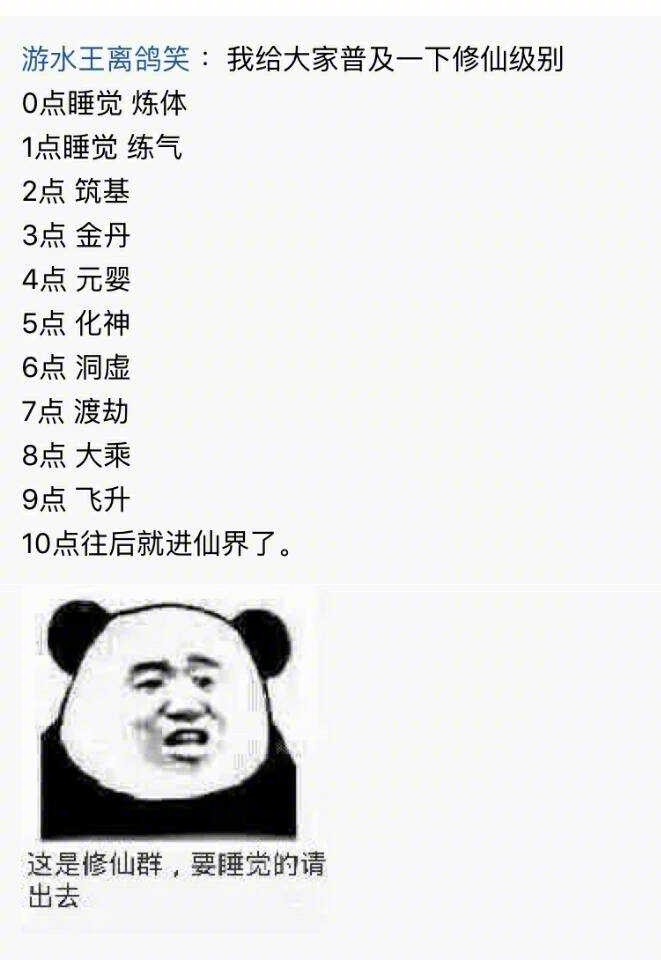 游水王离鸽笑： 我给大家普及一下修仙级别
0点睡觉 炼体
1点睡觉 练气
2点 筑基
3点 金丹
4点 元婴
5点 化神
6点 洞虚
7点 渡劫
8点 大乘
9点 飞升
10点往后就进仙界了。
这是修仙群，要睡觉的请
出去